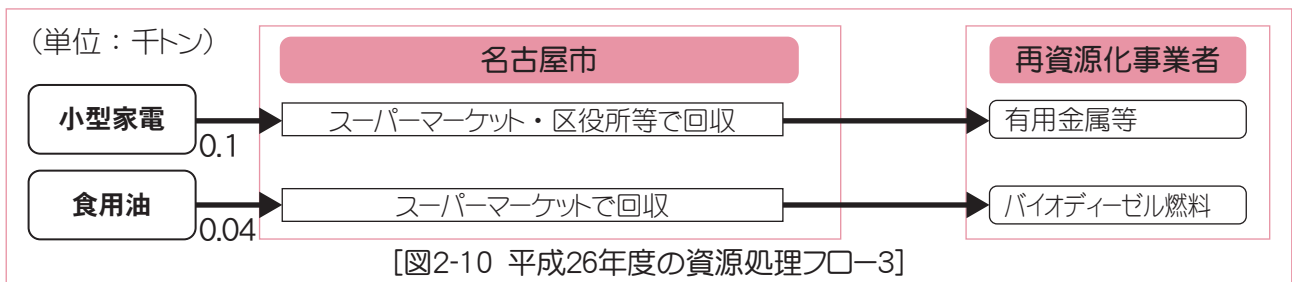 （単位：千トン）
名古屋市
再資源化事業者
小型家電
0.1
スーパーマーケット・区役所等で回収
有用金属等
食用油
0.04
スーパーマーケットで回収
バイオディーゼル燃料
[図2-10 平成26年度の資源処理フロー3]